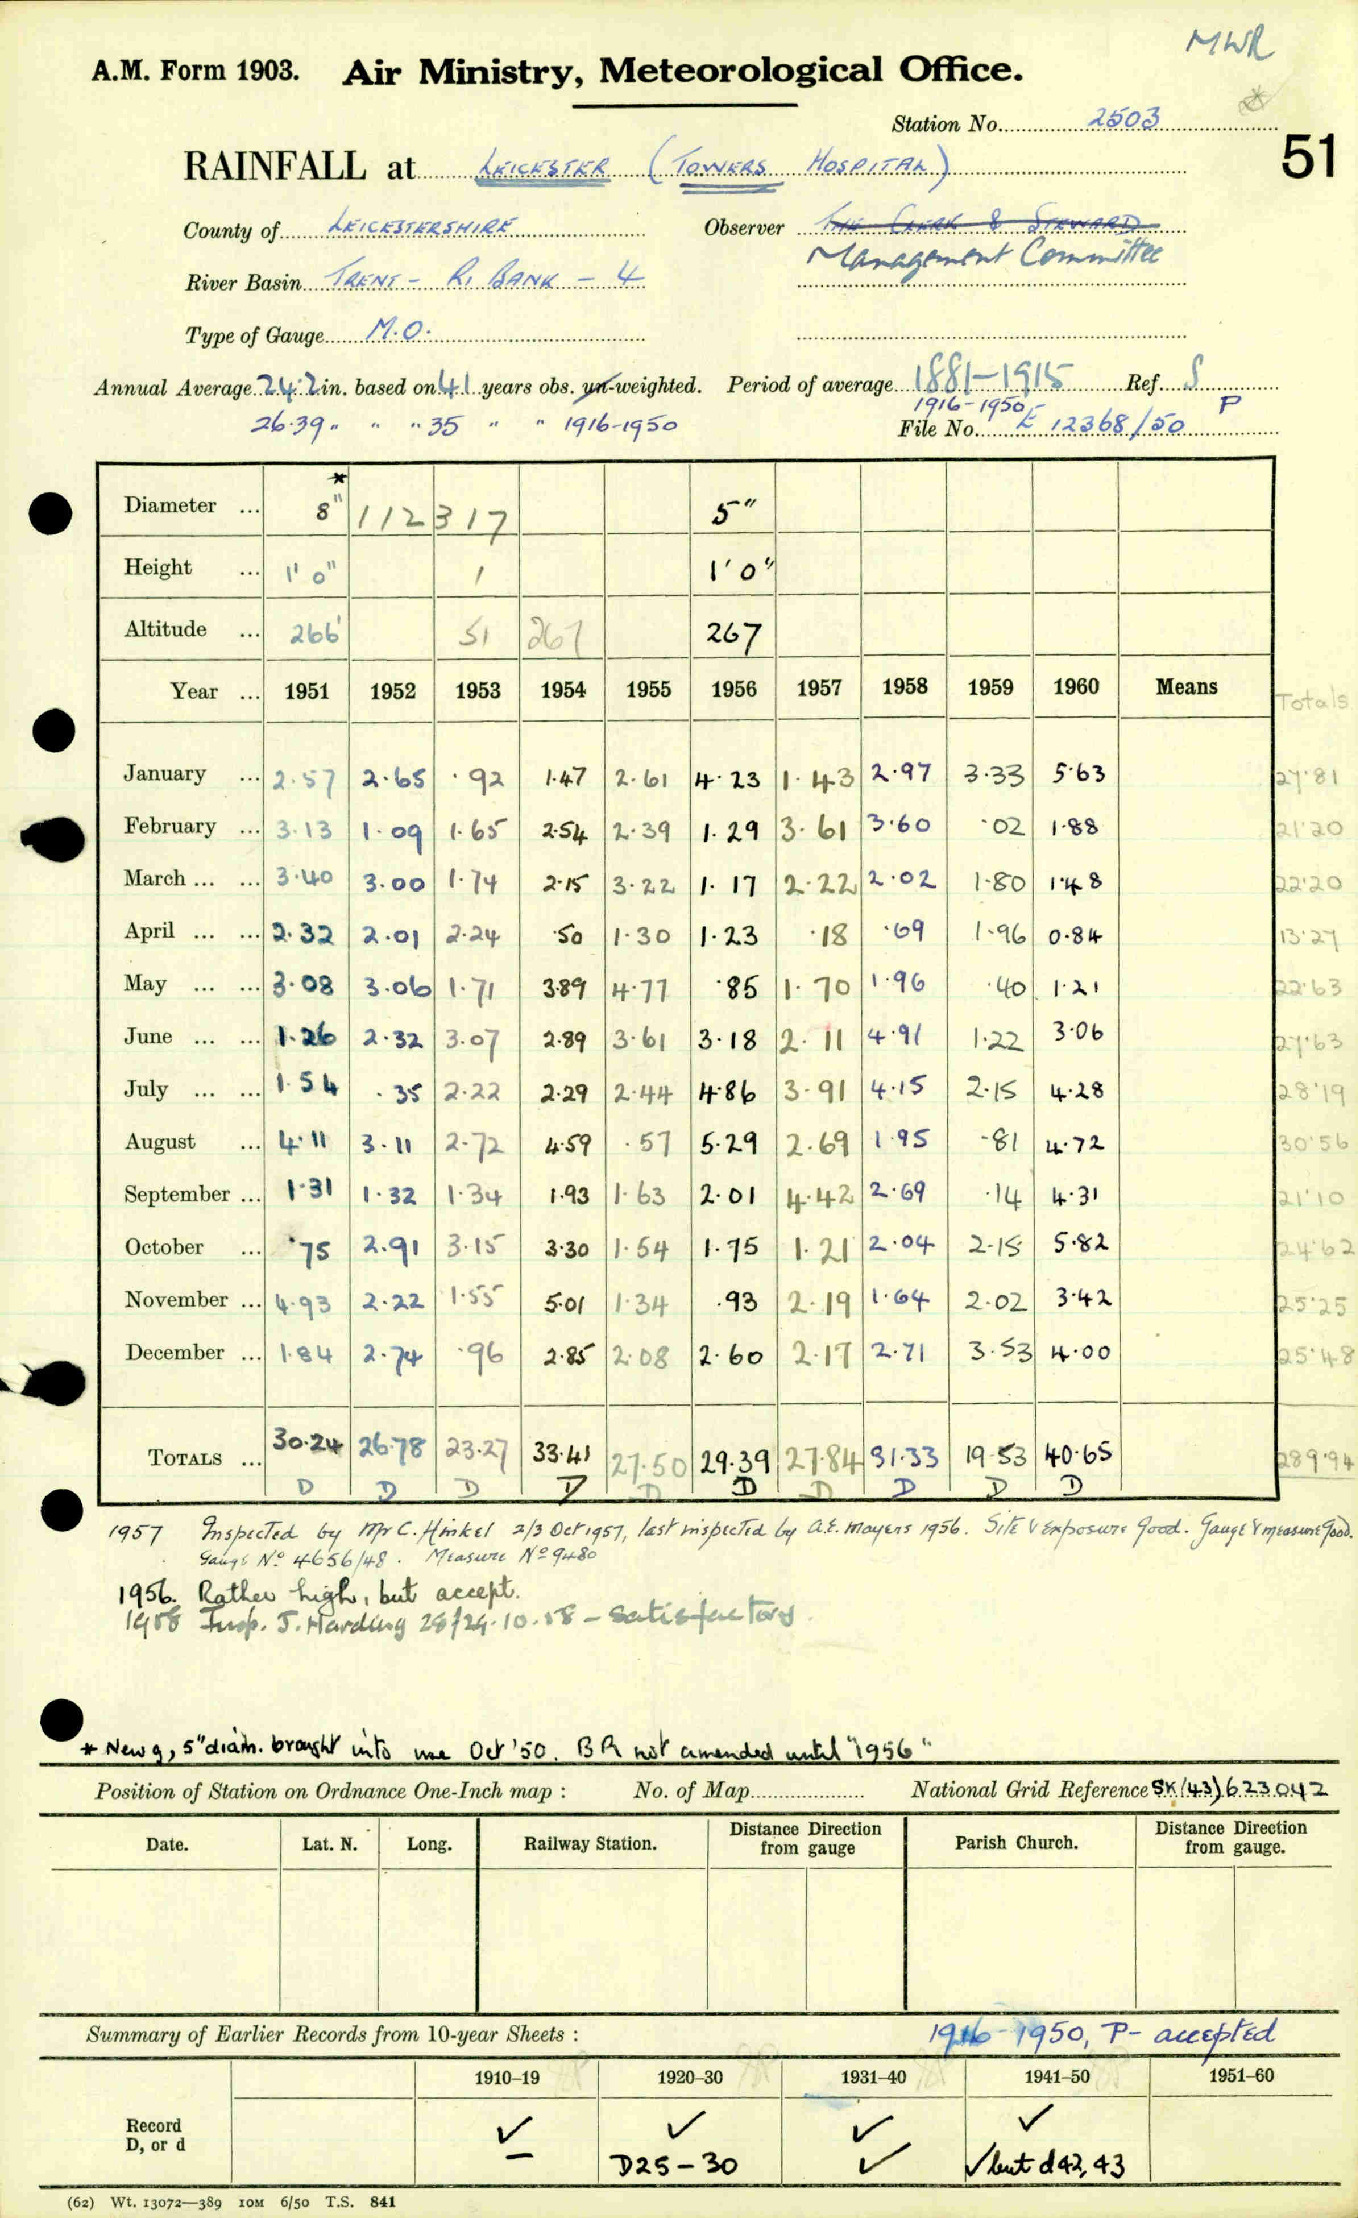 MWR
A.M. Form 1903. Air Ministry, Meteorological Office.
Station No. 2503
51
RAINFALL at LEICESTER (TOWERS HOSPITAL)
County of LEICESTERSHIRE Observer THE CLERK & STEWARD
Management Committee
River Basin TRENT - R. BANK - 4
Type of Gauge M.O.
Annual Average 24.2 in. based on 41 years obs. un-weighted. Period of average 1881-1915 Ref. S
26.39 " " " 35 " " 1916-1950 1916-1950 P
File No. E 12368/50
Diameter ... 8" * 112317 5"
Height ... 1' 0" 1 1' 0"
Altitude ... 266' 51 267 267
Year ... 1951 1952 1953 1954 1955 1956 1957 1958 1959 1960 Means Totals
January ... 2.57 2.65 .92 1.47 2.61 4.23 1.43 2.97 3.33 5.63 27.81
February ... 3.13 1.09 1.65 2.54 2.39 1.29 3.61 3.60 .02 1.88 21.20
March ... ... 3.40 3.00 1.74 2.15 3.22 1.17 2.22 2.02 1.80 1.48 22.20
April ... ... 2.32 2.01 2.24 .50 1.30 1.23 .18 .69 1.96 0.84 13.27
May ... ... 3.08 3.06 1.71 3.89 4.77 .85 1.70 1.96 .40 1.21 22.63
June ... ... 1.26 2.32 3.07 2.89 3.61 3.18 2.11 4.91 1.22 3.06 27.63
July ... ... 1.54 .35 2.22 2.29 2.44 4.86 3.91 4.15 2.15 4.28 28.19
August ... 4.11 3.11 2.72 4.59 .57 5.29 2.69 1.95 .81 4.72 30.56
September ... 1.31 1.32 1.34 1.93 1.63 2.01 4.42 2.69 .14 4.31 21.10
October ... .75 2.91 3.15 3.30 1.54 1.75 1.21 2.04 2.15 5.82 24.62
November ... 4.93 2.22 1.55 5.01 1.34 .93 2.19 1.64 2.02 3.42 25.25
December ... 1.84 2.74 .96 2.85 2.08 2.60 2.17 2.71 3.53 4.00 25.48
TOTALS ... 30.24 26.78 23.27 33.41 27.50 29.39 27.84 31.33 19.53 40.65 289.94
D D D D D D D D D D
1957 Inspected by Mr C. Hinkel 2/3 Oct 1957, last inspected by A.E. Mayers 1956. Site & exposure good. Gauge & measure good.
Gauge No 4656/48. Measure No 9480
1956. Rather high, but accept.
1958 Insp. J. Harding 28/29.10.58 - satisfactory
* New g, 5" diam. brought into use Oct '50. BR not amended until "1956"
Position of Station on Ordnance One-Inch map : No. of Map National Grid Reference SK(43)623042
Date. Lat. N. Long. Railway Station. Distance Direction from gauge Parish Church. Distance Direction from gauge.
Summary of Earlier Records from 10-year Sheets : 1916-1950, P- accepted
1910–19 1920–30 1931–40 1941–50 1951–60
Record ✓ ✓ ✓ ✓
D, or d – D25-30 ✓ ✓ but d 42, 43
(62) Wt. 13072—389 10M 6/50 T.S. 841